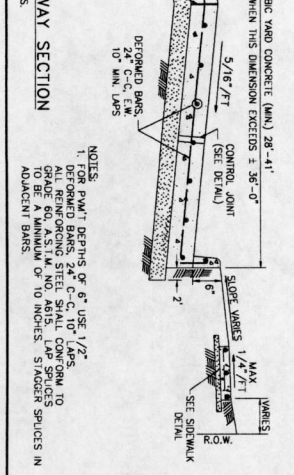 BIC YARD CONCRETE (MIN.) 28'-41'
WHEN THIS DIMENSION EXCEEDS ± 36'-0"
5/16"/FT
CONTROL JOINT
(SEE DETAIL)
SLOPE VARIES
MAX
1/4"/FT
VARIES
6"
2'
SEE SIDEWALK
DETAIL
R.O.W.
DEFORMED BARS,
24" C-C, E.W.
10" MIN. LAPS
WAY SECTION
S.
NOTES:
1. FOR PVM'T DEPTHS OF 6" USE 1/2"
DEFORMED BARS, 24" C-C, 10" LAPS.
ALL REINFORCING STEEL SHALL CONFORM TO
GRADE 60, A.S.T.M. NO. A615. LAP SPLICES
TO BE A MINIMUM OF 10 INCHES. STAGGER SPLICES IN
ADJACENT BARS.